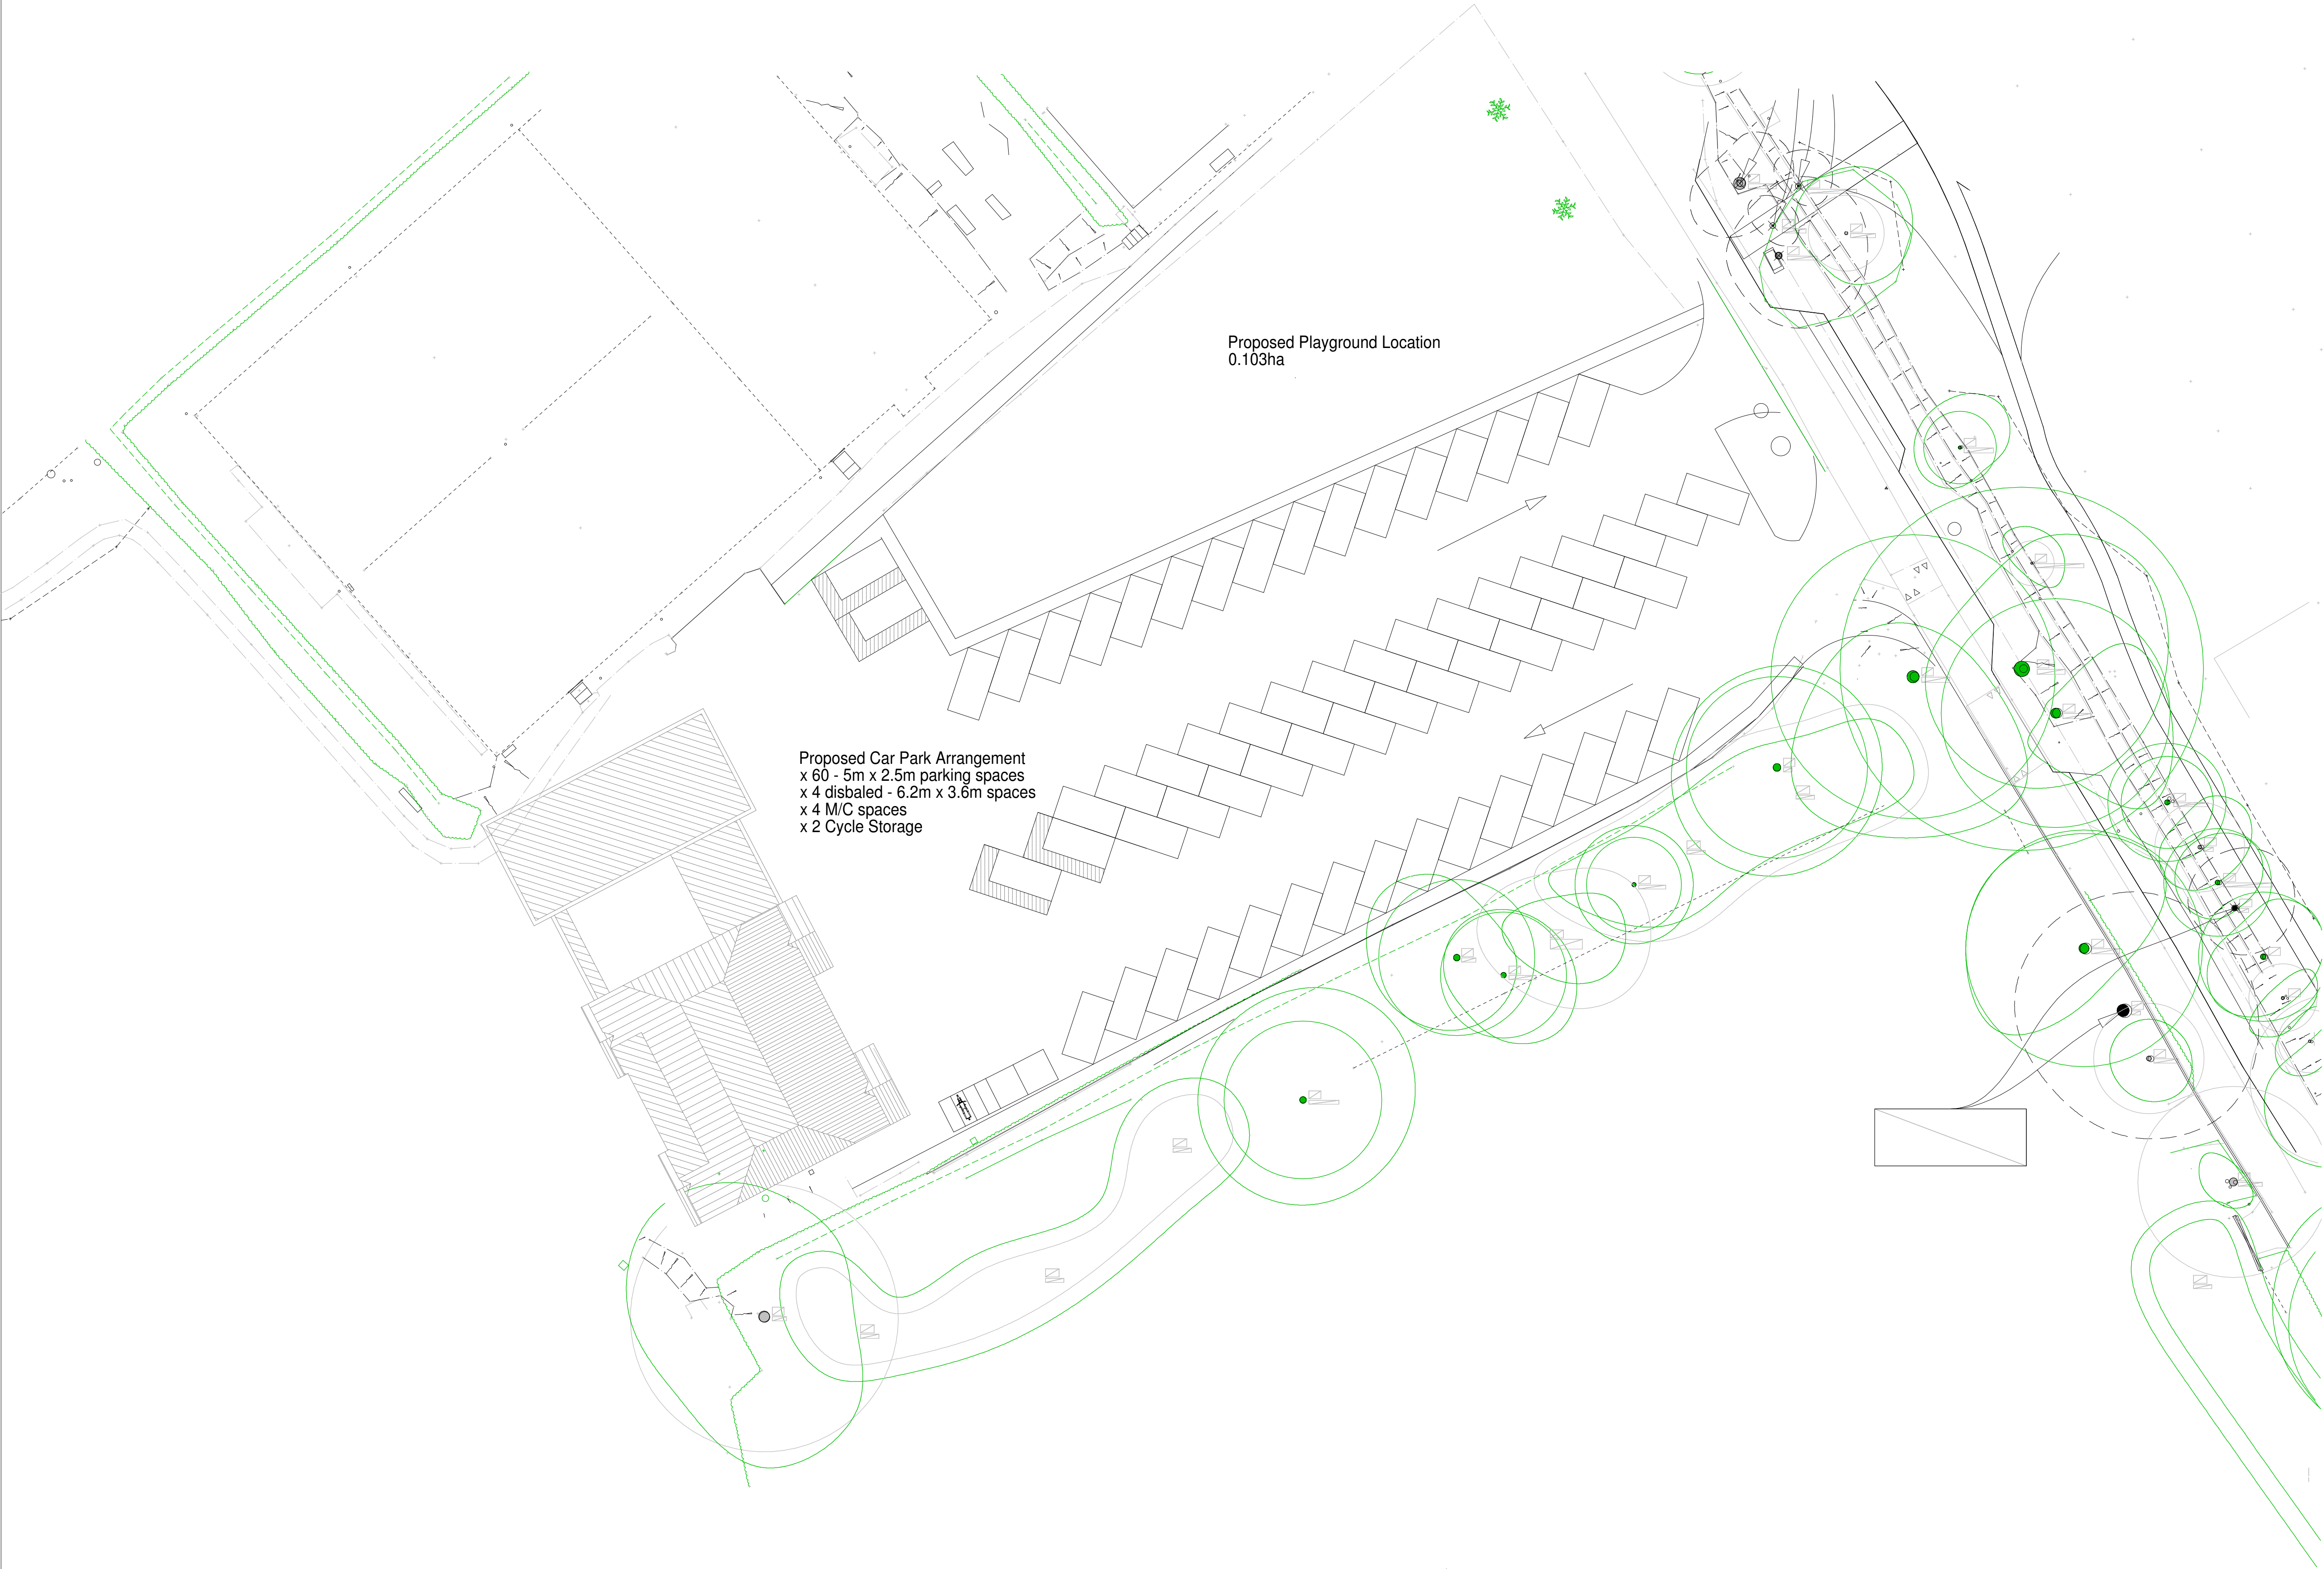 Proposed Playground Location
0.103ha
Proposed Car Park Arrangement
x 60 - 5m x 2.5m parking spaces
x 4 disbaled - 6.2m x 3.6m spaces
x 4 M/C spaces
x 2 Cycle Storage